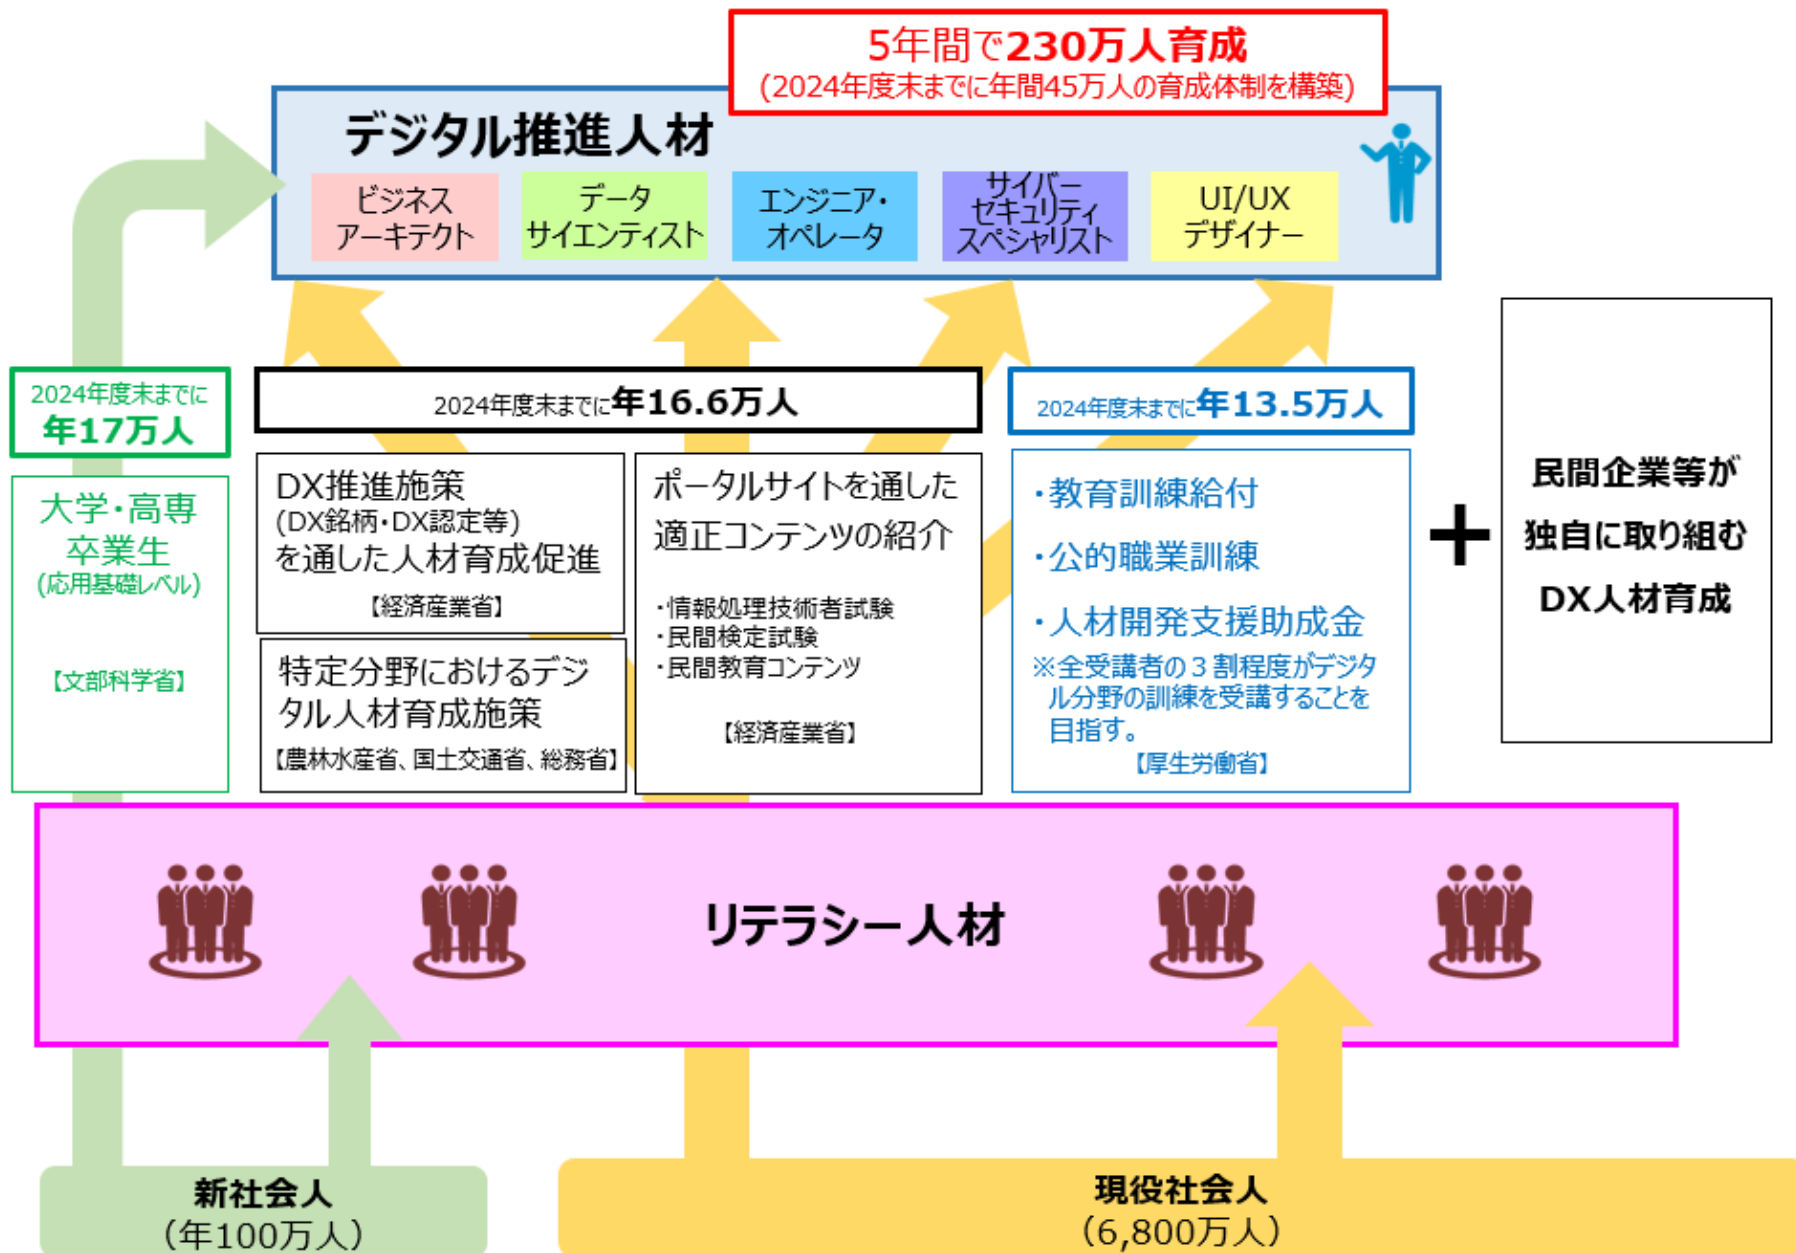 5年間で230万人育成
(2024年度末までに年間45万人の育成体制を構築)
デジタル推進人材
ビジネス
アーキテクト
データ
サイエンティスト
エンジニア・
オペレータ
サイバー
セキュリティ
スペシャリスト
UI/UX
デザイナー
2024年度末までに
年17万人
大学・高専
卒業生
(応用基礎レベル)
【文部科学省】
2024年度末までに年16.6万人
DX推進施策
(DX銘柄・DX認定等)
を通した人材育成促進
【経済産業省】
特定分野におけるデジ
タル人材育成施策
【農林水産省、国土交通省、総務省】
ポータルサイトを通した
適正コンテンツの紹介
・情報処理技術者試験
・民間検定試験
・民間教育コンテンツ
【経済産業省】
2024年度末までに年13.5万人
・教育訓練給付
・公的職業訓練
・人材開発支援助成金
※全受講者の３割程度がデジタ
ル分野の訓練を受講することを
目指す。
【厚生労働省】
+
民間企業等が
独自に取り組む
DX人材育成
リテラシー人材
新社会人
（年100万人）
現役社会人
（6,800万人）